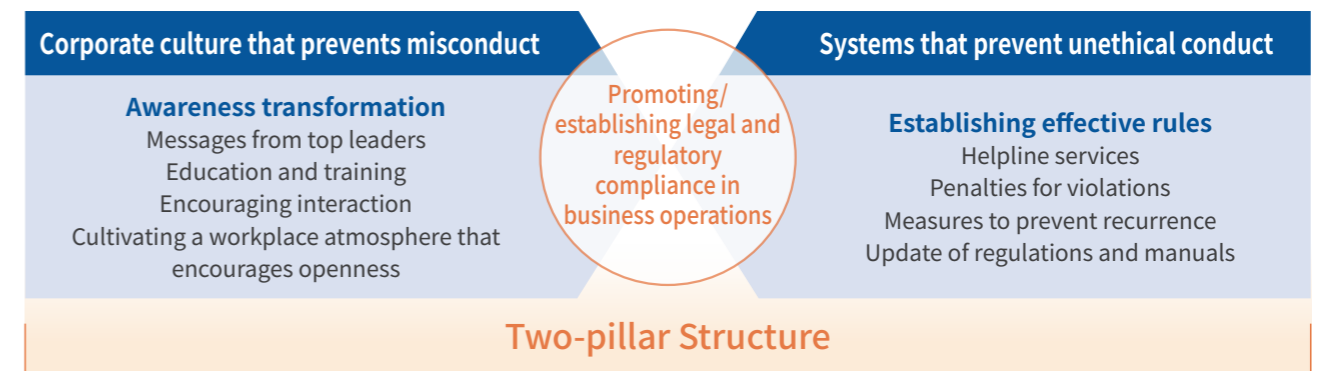 Corporate culture that prevents misconduct
Awareness transformation
Messages from top leaders
Education and training
Encouraging interaction
Cultivating a workplace atmosphere that
encourages openness
Promoting/
establishing legal and
regulatory
compliance in
business operations
Systems that prevent unethical conduct
Establishing effective rules
Helpline services
Penalties for violations
Measures to prevent recurrence
Update of regulations and manuals
Two-pillar Structure